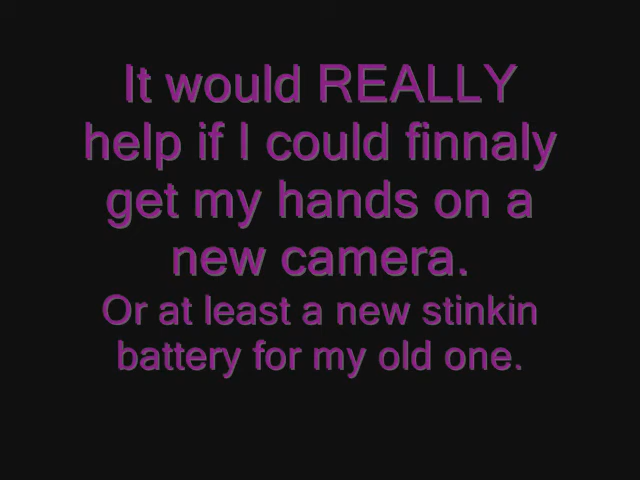 It would REALLY
help if I could finnaly
get my hands on a
new camera.
Or at least a new stinkin
battery for my old one.